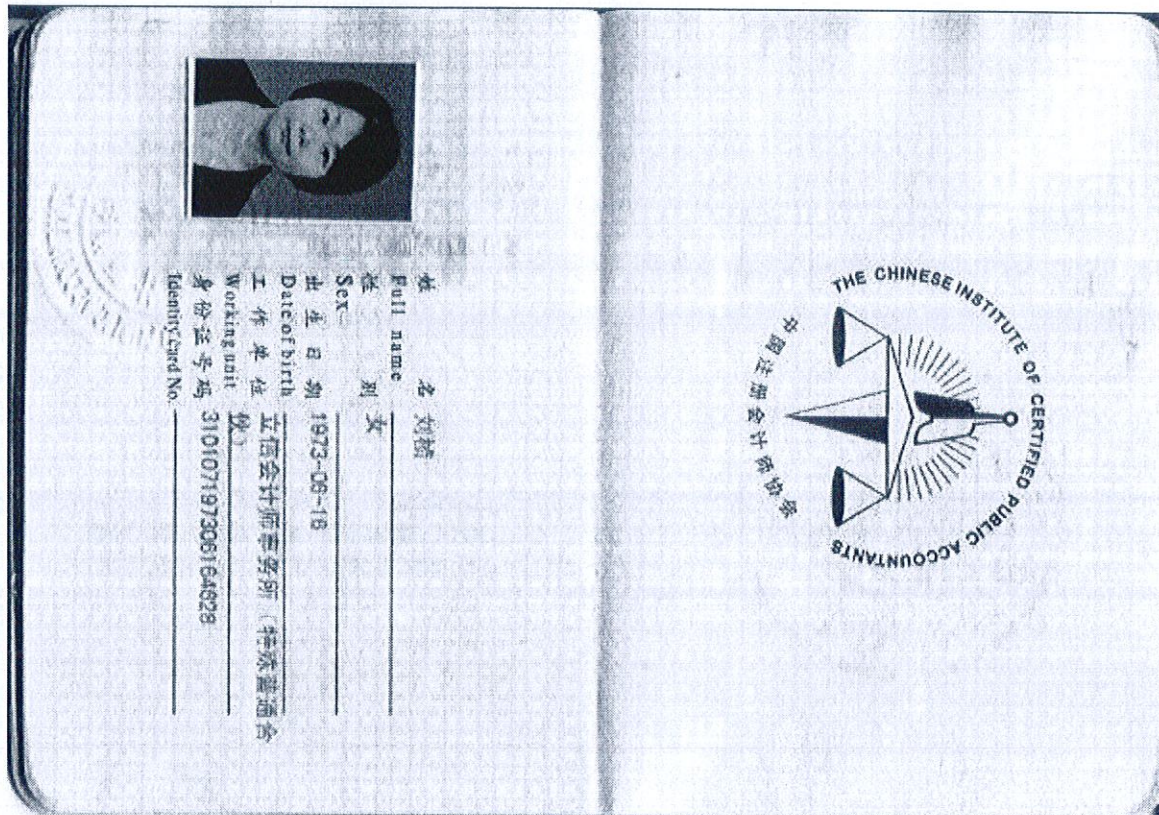 THE CHINESE INSTITUTE OF CERTIFIED PUBLIC ACCOUNTANTS
中国注册会计师协会
姓 名 刘
Full name
性 别 女
Sex
出生日期 1973-06-16
Date of birth
工作单位 立信会计师事务所（特殊普通合
Working unit 伙）
身份证号码 310107197306164628
Identity card No.